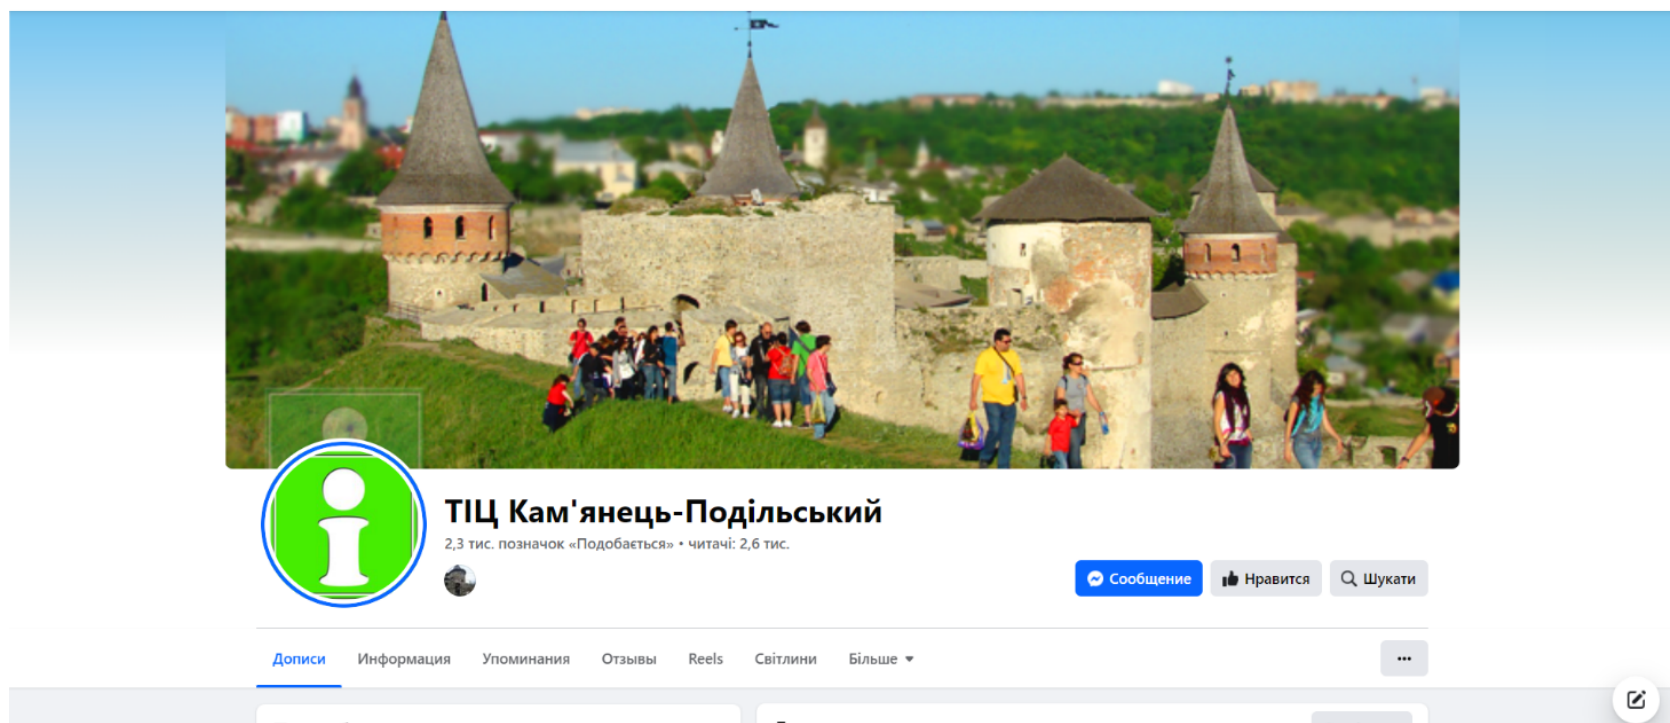 ТІЦ Кам'янець-Подільський
2,3 тис. позначок «Подобається» • читачі: 2,6 тис.
Сообщение Нравится Шукати
Дописи Информация Упоминания Отзывы Reels Світлини Більше